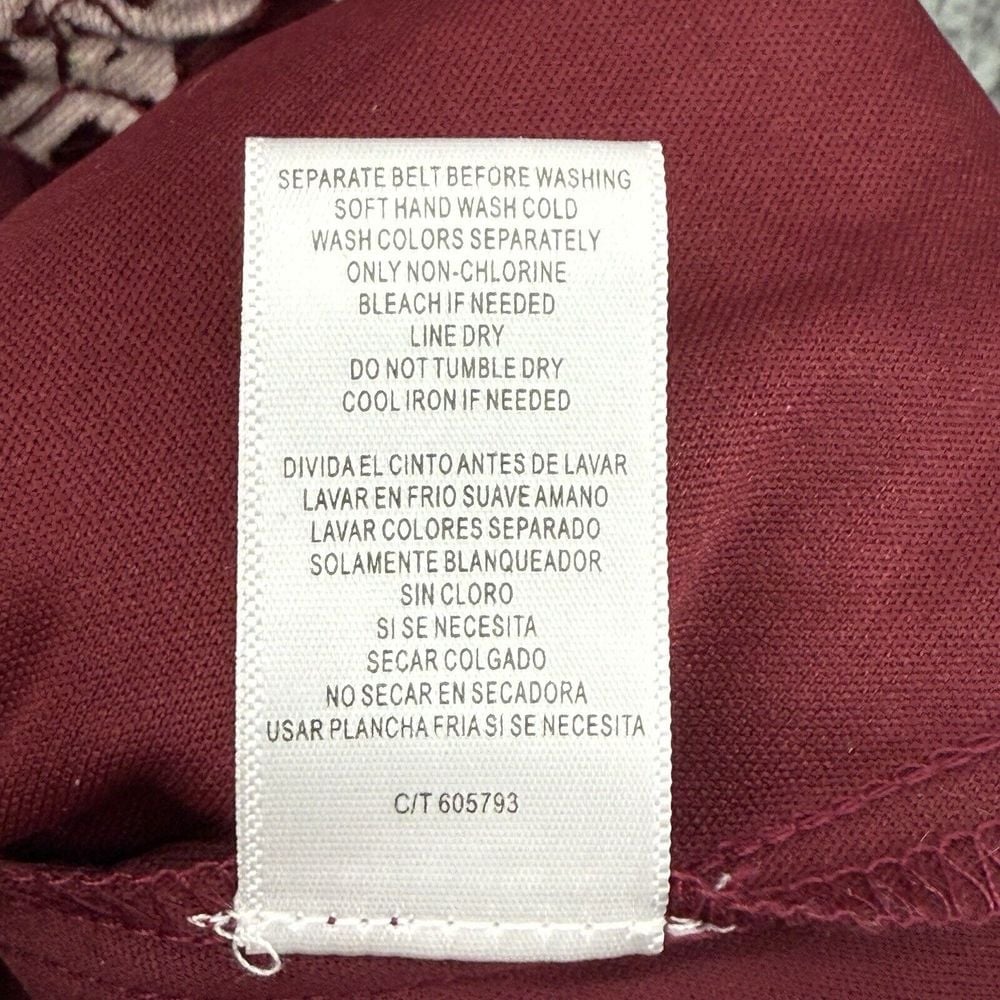 SEPARATE BELT BEFORE WASHING
SOFT HAND WASH COLD
WASH COLORS SEPARATELY
ONLY NON-CHLORINE
BLEACH IF NEEDED
LINE DRY
DO NOT TUMBLE DRY
COOL IRON IF NEEDED
DIVIDA EL CINTO ANTES DE LAVAR
LAVAR EN FRIO SUAVE AMANO
LAVAR COLORES SEPARADO
SOLAMENTE BLANQUEADOR
SIN CLORO
SI SE NECESITA
SECAR COLGADO
NO SECAR EN SECADORA
USAR PLANCHA FRIA SI SE NECESITA
C/T 605793